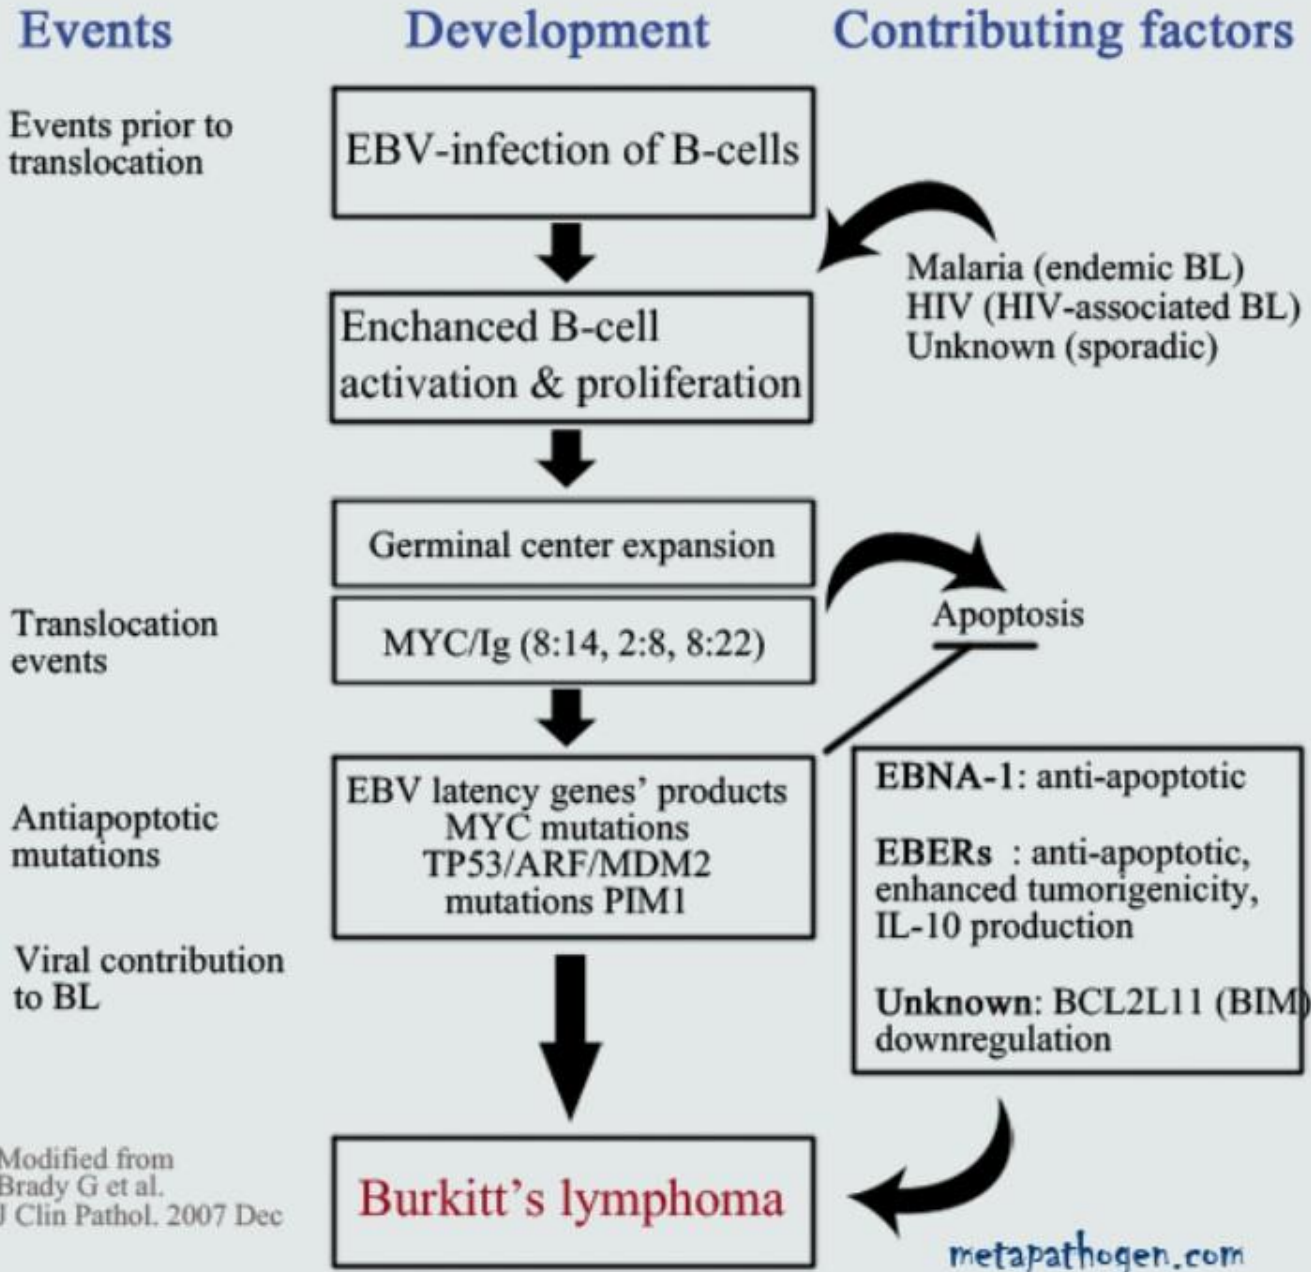 Events
Development
Contributing factors
Events prior to
translocation
EBV-infection of B-cells
Malaria (endemic BL)
HIV (HIV-associated BL)
Unknown (sporadic)
Enchanced B-cell
activation & proliferation
Germinal center expansion
Translocation
events
MYC/Ig (8:14, 2:8, 8:22)
Apoptosis
Antiapoptotic
mutations
EBV latency genes' products
MYC mutations
TP53/ARF/MDM2
mutations PIM1
EBNA-1: anti-apoptotic
EBERs : anti-apoptotic,
enhanced tumorigenicity,
IL-10 production
Unknown: BCL2L11 (BIM)
downregulation
Viral contribution
to BL
Burkitt's lymphoma
Modified from
Brady G et al.
J Clin Pathol. 2007 Dec
metapathogen.com